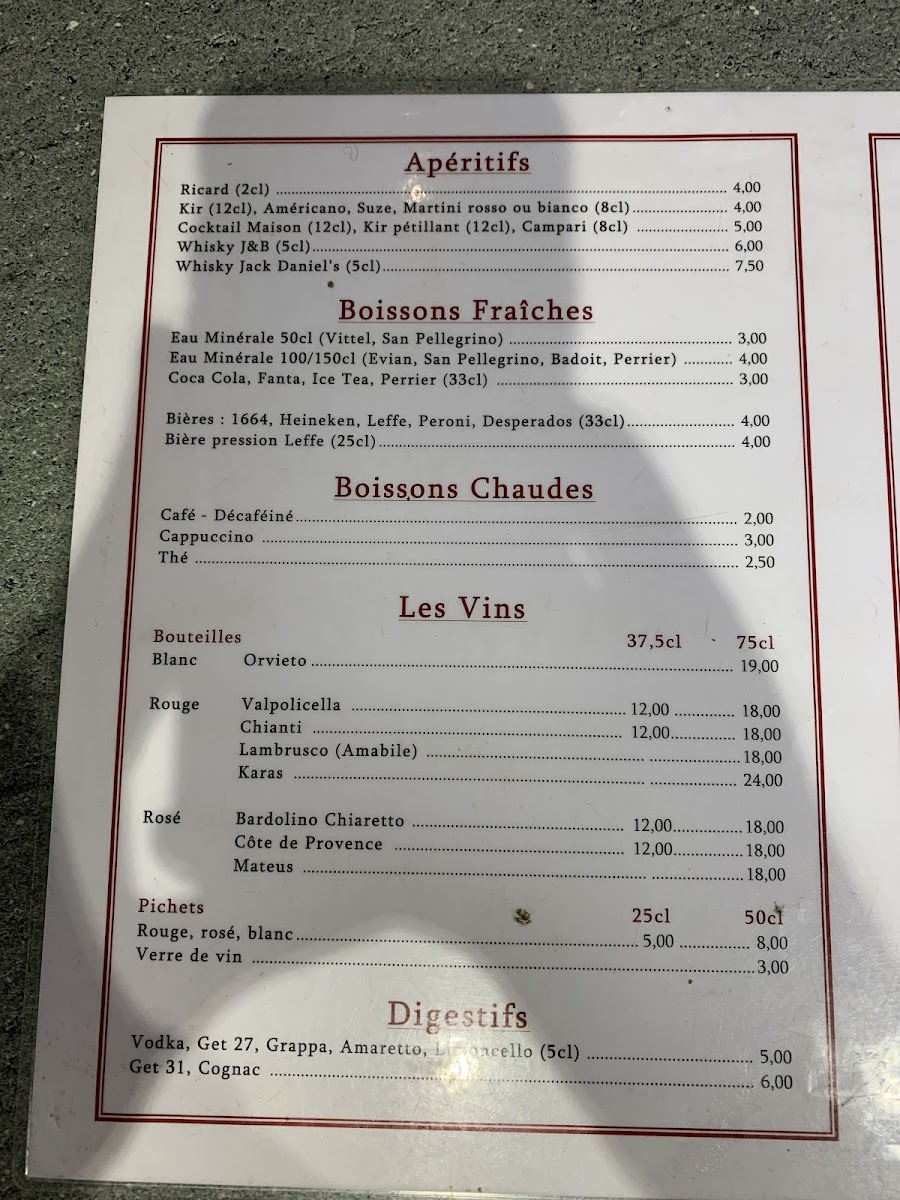 Apéritifs
Ricard (2cl) 4,00
Kir (12cl), Américano, Suze, Martini rosso ou bianco (8cl) 4,00
Cocktail Maison (12cl), Kir pétillant (12cl), Campari (8cl) 5,00
Whisky J&B (5cl) 6,00
Whisky Jack Daniel's (5cl) 7,50
Boissons Fraîches
Eau Minérale 50cl (Vittel, San Pellegrino) 3,00
Eau Minérale 100/150cl (Evian, San Pellegrino, Badoit, Perrier) 4,00
Coca Cola, Fanta, Ice Tea, Perrier (33cl) 3,00
Bières : 1664, Heineken, Leffe, Peroni, Desperados (33cl) 4,00
Bière pression Leffe (25cl) 4,00
Boissons Chaudes
Café - Décaféiné 2,00
Cappuccino 3,00
Thé 2,50
Les Vins
Bouteilles 37,5cl 75cl
Blanc Orvieto 19,00
Rouge Valpolicella 12,00 18,00
Chianti 12,00 18,00
Lambrusco (Amabile) 18,00
Karas 24,00
Rosé Bardolino Chiaretto 12,00 18,00
Côte de Provence 12,00 18,00
Mateus 18,00
Pichets 25cl 50cl
Rouge, rosé, blanc 5,00 8,00
Verre de vin 3,00
Digestifs
Vodka, Get 27, Grappa, Amaretto, Limoncello (5cl) 5,00
Get 31, Cognac 6,00